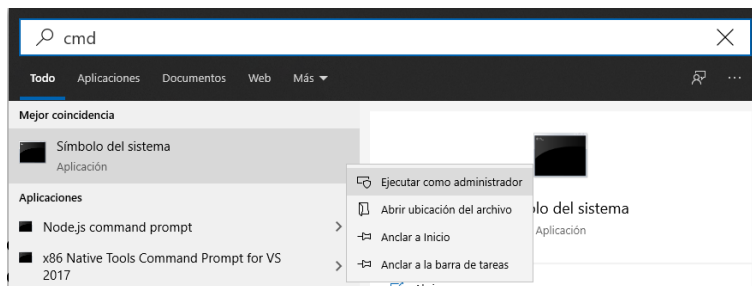 cmd
Todo Aplicaciones Documentos Web Más
Mejor coincidencia
Símbolo del sistema
Aplicación
Aplicaciones
Node.js command prompt
x86 Native Tools Command Prompt for VS
2017
Ejecutar como administrador
Abrir ubicación del archivo
Anclar a Inicio
Anclar a la barra de tareas
lo del sistema
Aplicación